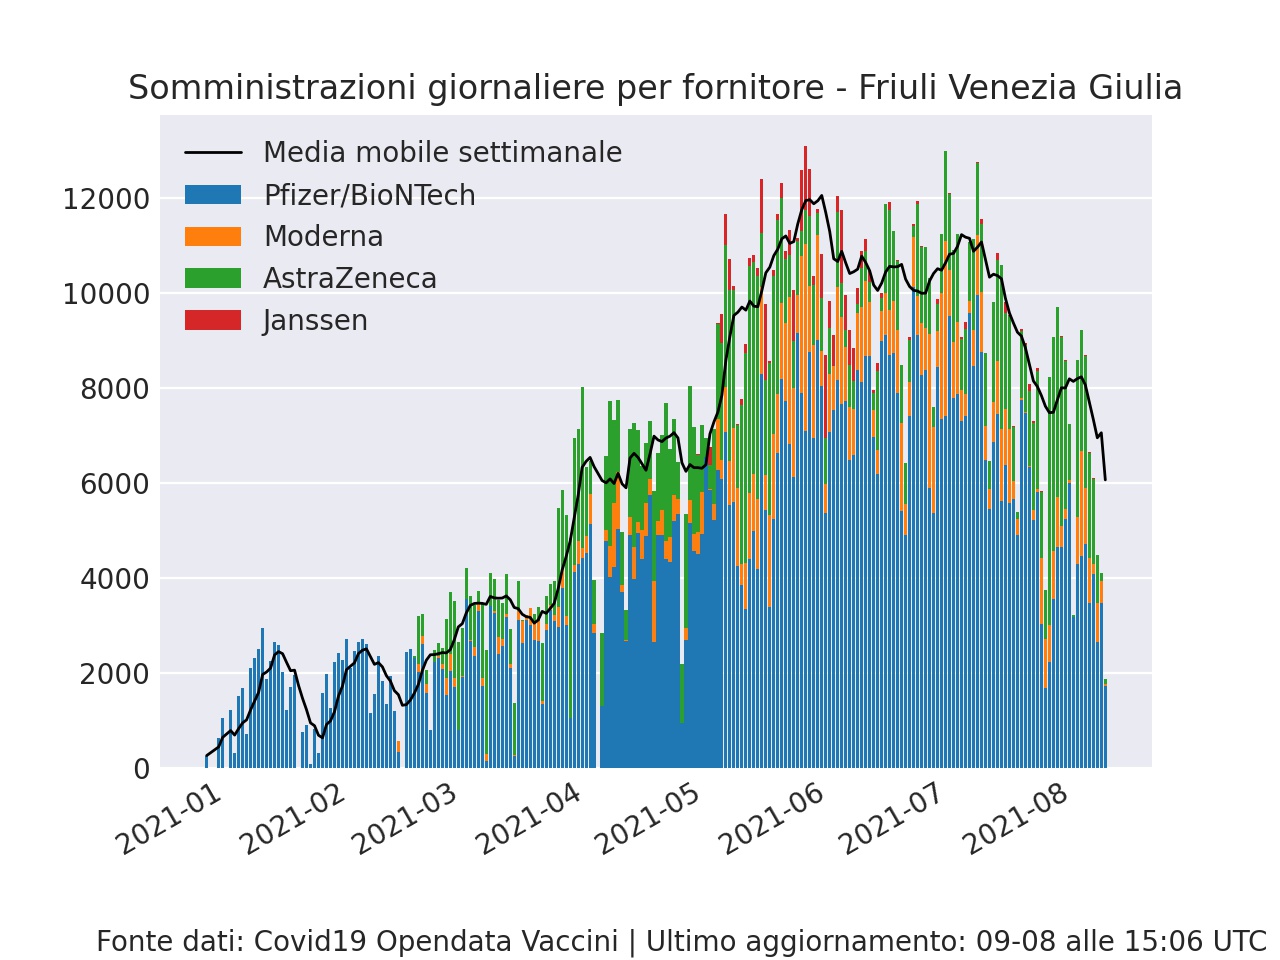 Somministrazioni giornaliere per fornitore - Friuli Venezia Giulia
Media mobile settimanale
Pfizer/BioNTech
Moderna
AstraZeneca
Janssen
12000
10000
8000
6000
4000
2000
0
2021-01
2021-02
2021-03
2021-04
2021-05
2021-06
2021-07
2021-08
Fonte dati: Covid19 Opendata Vaccini | Ultimo aggiornamento: 09-08 alle 15:06 UTC